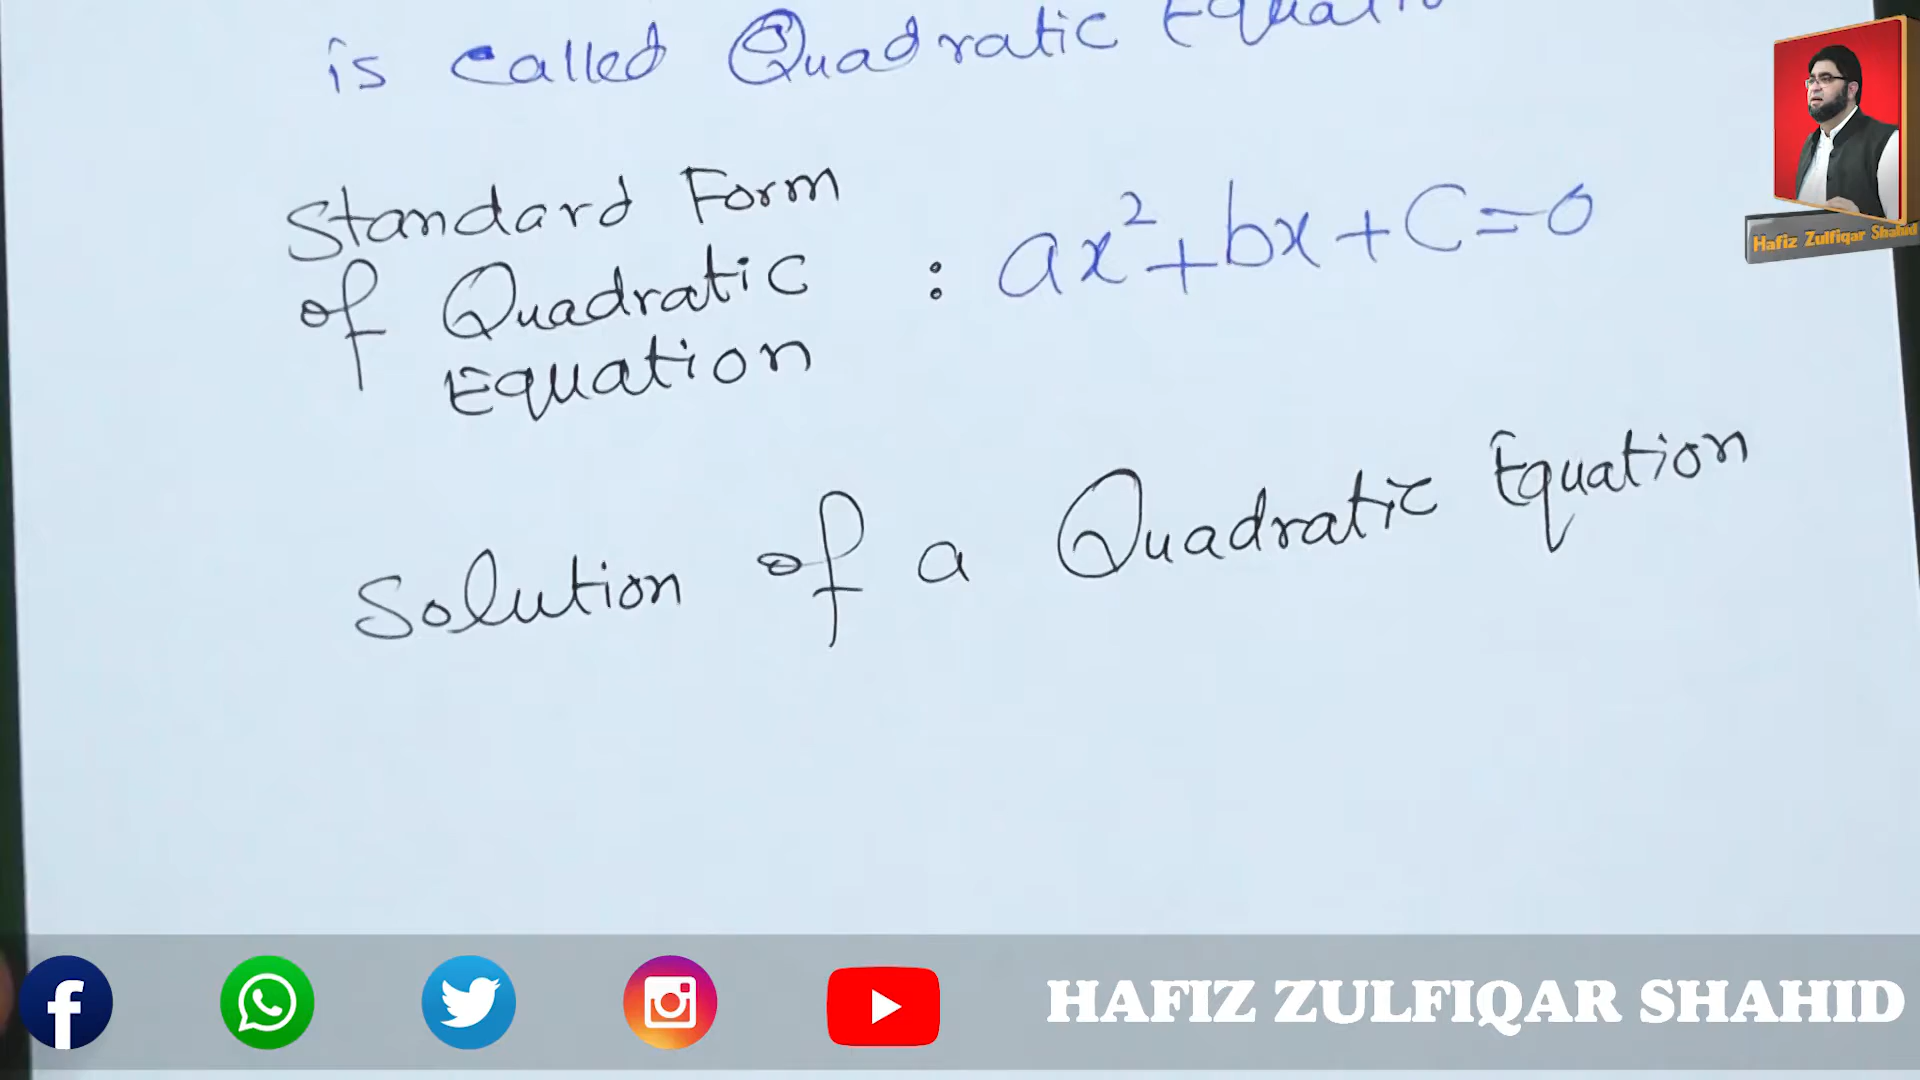 is called Quadratic Equatio
Standard Form
of Quadratic
Equation
: ax²+bx+C=0
Solution of a Quadratic Equation
Hafiz Zulfiqar Shahid
HAFIZ ZULFIQAR SHAHID